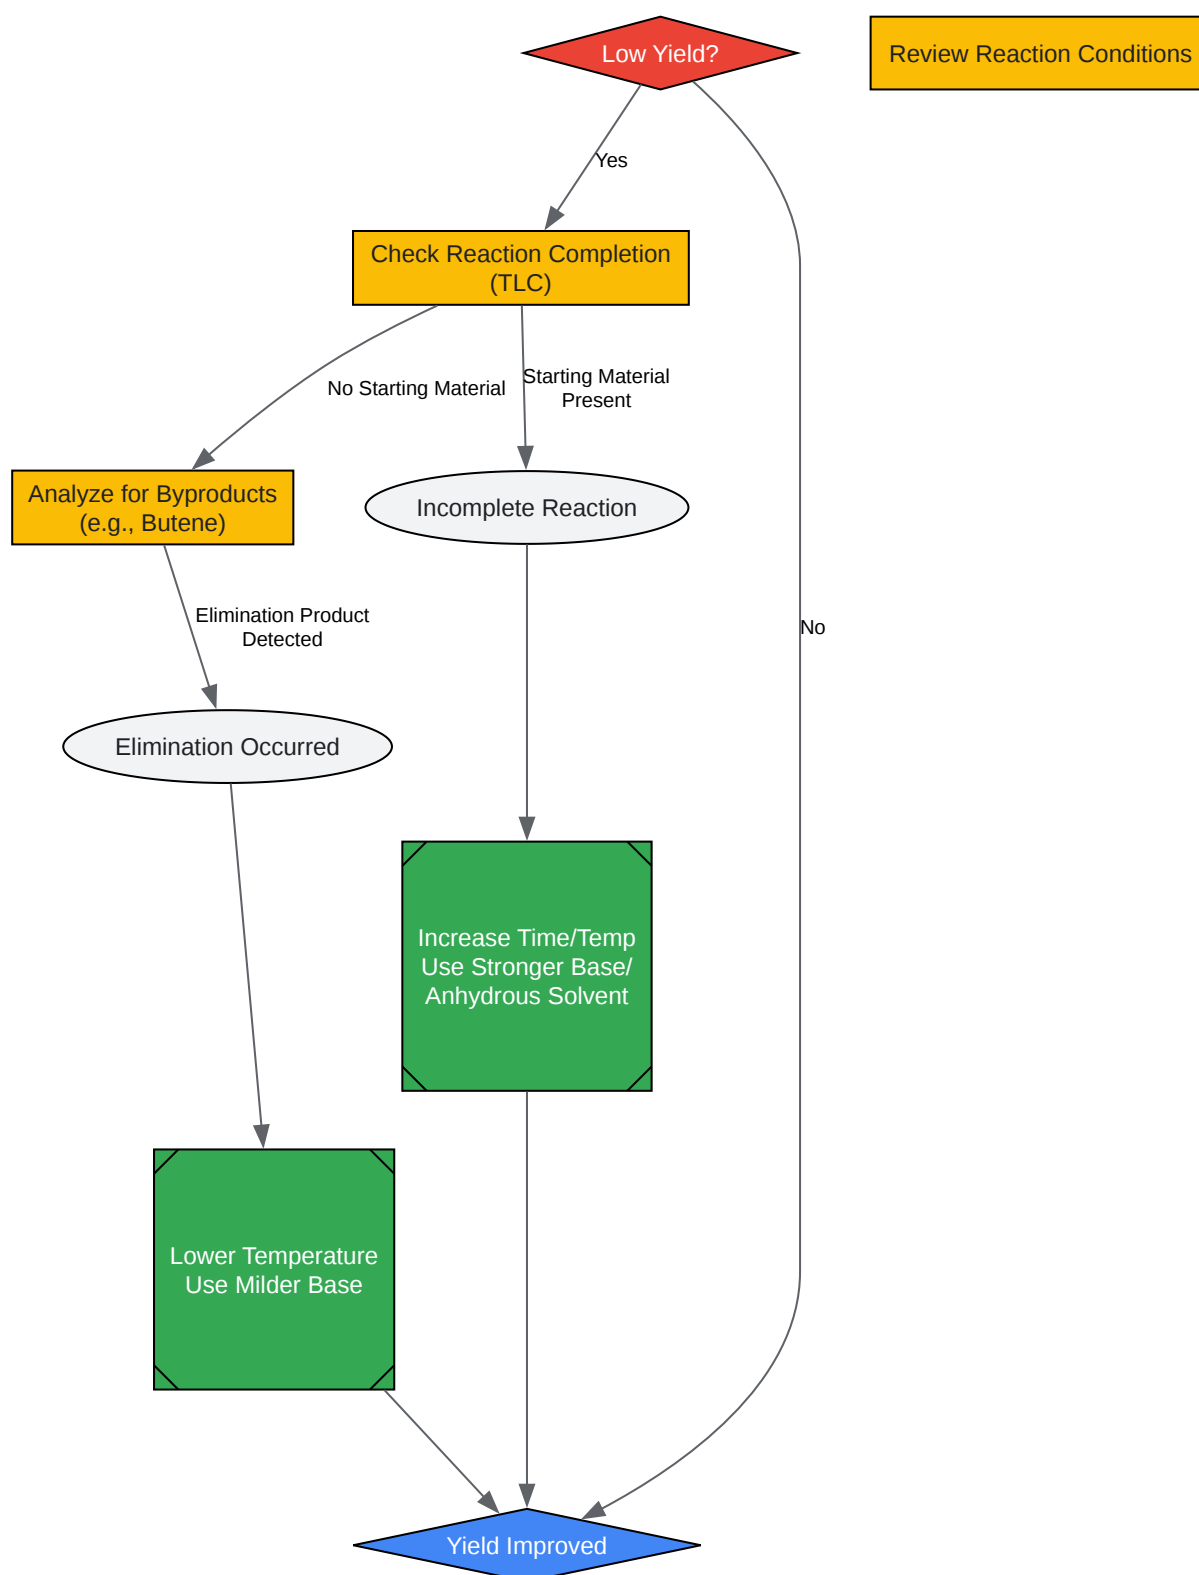 Low Yield?
Review Reaction Conditions
Yes
Check Reaction Completion
(TLC)
No Starting Material
Starting Material
Present
Analyze for Byproducts
(e.g., Butene)
Incomplete Reaction
Elimination Product
Detected
No
Elimination Occurred
Increase Time/Temp
Use Stronger Base/
Anhydrous Solvent
Lower Temperature
Use Milder Base
Yield Improved